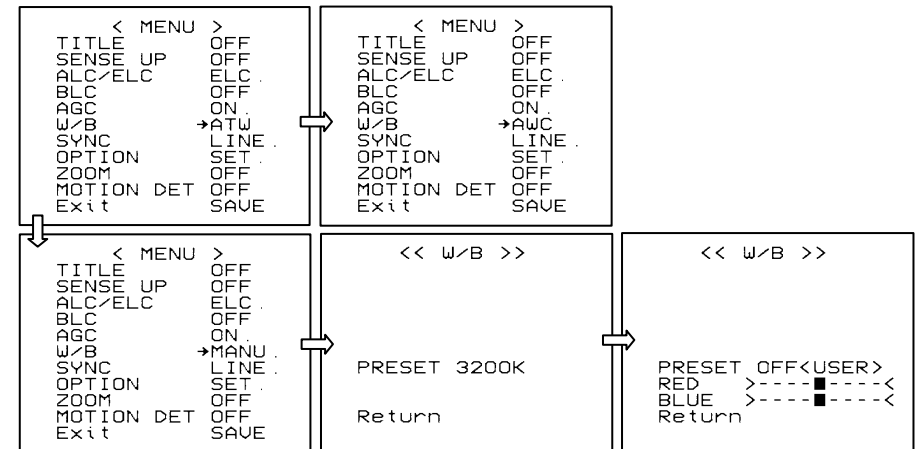 < MENU >
TITLE OFF
SENSE UP OFF
ALC/ELC ELC.
BLC OFF
AGC ON.
W/B →ATW
SYNC LINE.
OPTION SET.
ZOOM OFF
MOTION DET OFF
Exit SAVE
< MENU >
TITLE OFF
SENSE UP OFF
ALC/ELC ELC.
BLC OFF
AGC ON.
W/B →AWC
SYNC LINE.
OPTION SET.
ZOOM OFF
MOTION DET OFF
Exit SAVE
< MENU >
TITLE OFF
SENSE UP OFF
ALC/ELC ELC.
BLC OFF
AGC ON.
W/B →MANU.
SYNC LINE.
OPTION SET.
ZOOM OFF
MOTION DET OFF
Exit SAVE
<< W/B >>
PRESET 3200K
Return
<< W/B >>
PRESET OFF<USER>
RED >----■----<
BLUE >----■----<
Return